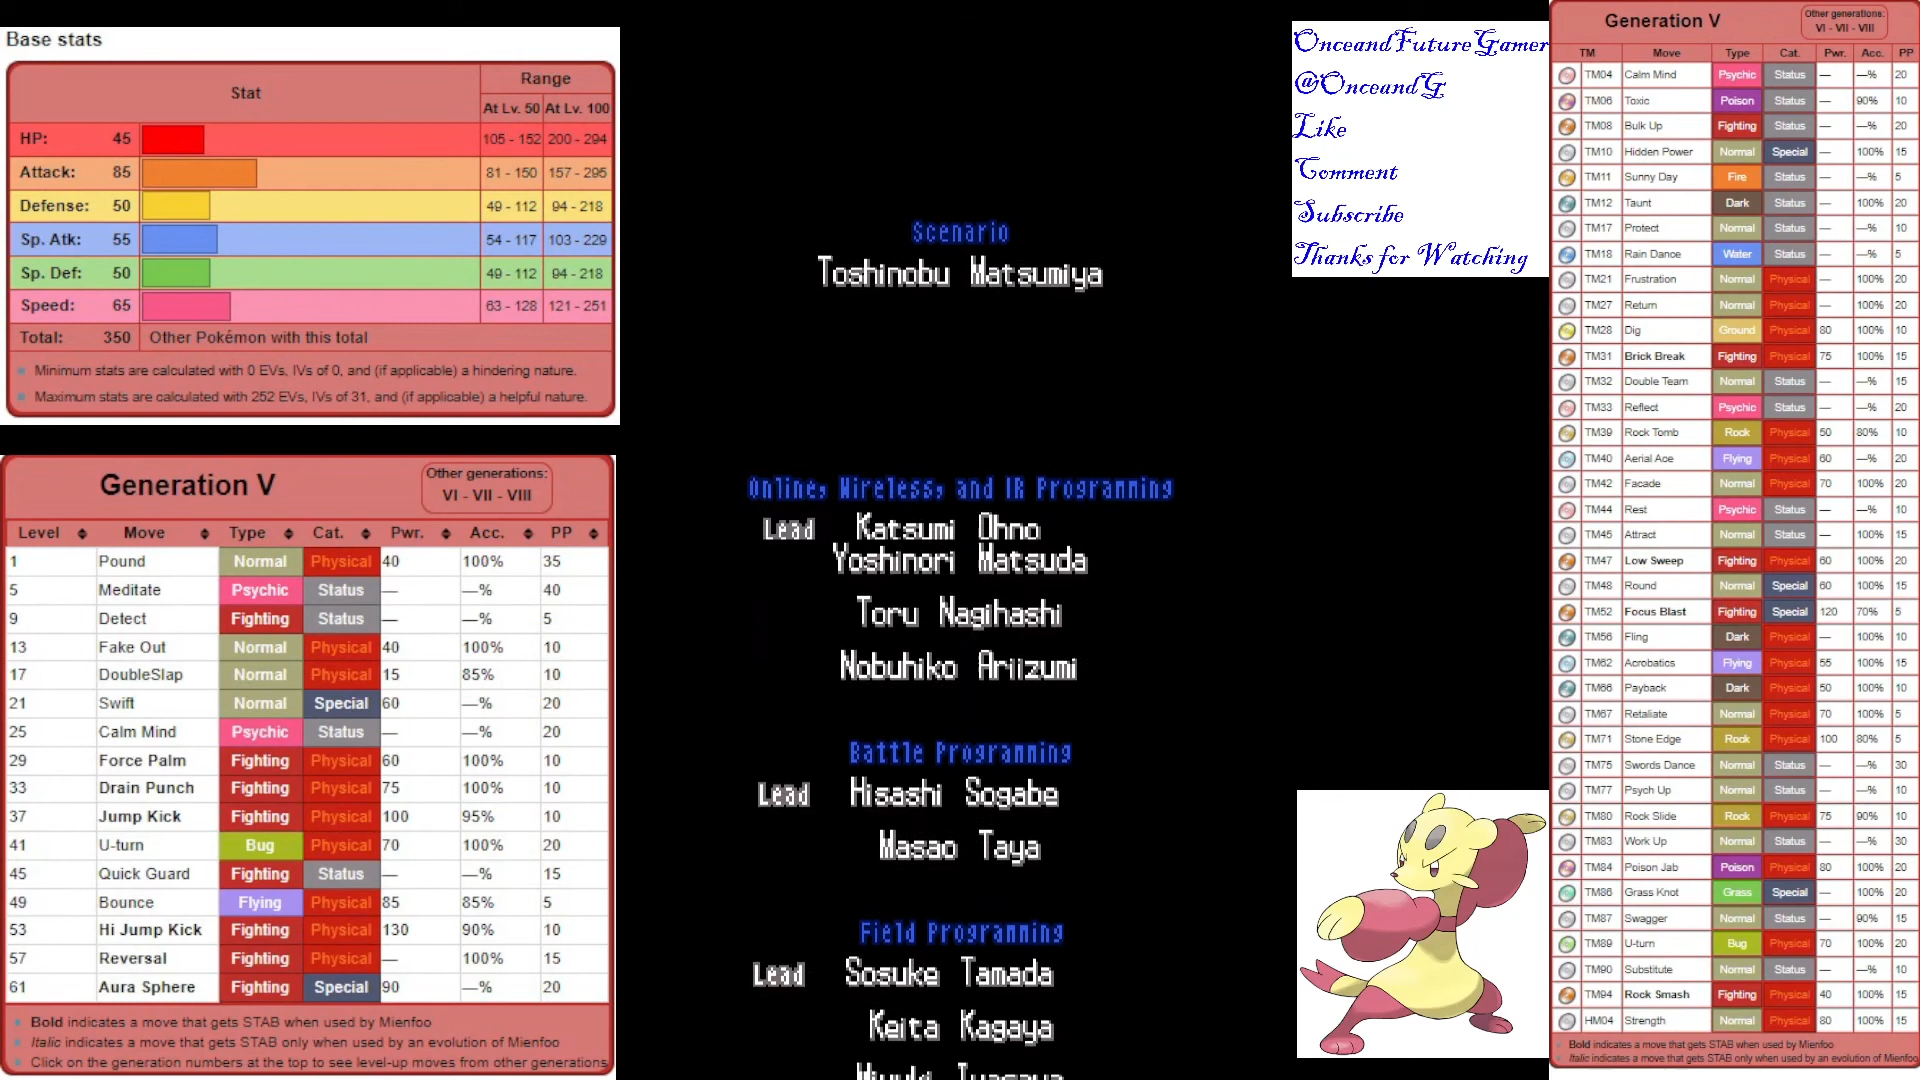 Base stats
Stat Range
At Lv. 50 At Lv. 100
HP: 45 105 - 152 200 - 294
Attack: 85 81 - 150 157 - 295
Defense: 50 49 - 112 94 - 218
Sp. Atk: 55 54 - 117 103 - 229
Sp. Def: 50 49 - 112 94 - 218
Speed: 65 63 - 128 121 - 251
Total: 350 Other Pokémon with this total
Minimum stats are calculated with 0 EVs, IVs of 0, and (if applicable) a hindering nature.
Maximum stats are calculated with 252 EVs, IVs of 31, and (if applicable) a helpful nature.
Generation V
Other generations:
VI - VII - VIII
Level Move Type Cat. Pwr. Acc. PP
1 Pound Normal Physical 40 100% 35
5 Meditate Psychic Status — —% 40
9 Detect Fighting Status — —% 5
13 Fake Out Normal Physical 40 100% 10
17 DoubleSlap Normal Physical 15 85% 10
21 Swift Normal Special 60 —% 20
25 Calm Mind Psychic Status — —% 20
29 Force Palm Fighting Physical 60 100% 10
33 Drain Punch Fighting Physical 75 100% 10
37 Jump Kick Fighting Physical 100 95% 10
41 U-turn Bug Physical 70 100% 20
45 Quick Guard Fighting Status — —% 15
49 Bounce Flying Physical 85 85% 5
53 Hi Jump Kick Fighting Physical 130 90% 10
57 Reversal Fighting Physical — 100% 15
61 Aura Sphere Fighting Special 90 —% 20
Bold indicates a move that gets STAB when used by Mienfoo
Italic indicates a move that gets STAB only when used by an evolution of Mienfoo
Click on the generation numbers at the top to see level-up moves from other generations
Scenario
Toshinobu Matsumiya
Online, Wireless, and IR Programming
Lead Katsumi Ohno
Yoshinori Matsuda
Toru Nagihashi
Nobuhiko Ariizumi
Battle Programming
Lead Hisashi Sogabe
Masao Taya
Field Programming
Lead Sosuke Tamada
Keita Kagaya
OnceandFutureGamer
@OnceandG
Like
Comment
Subscribe
Thanks for Watching
Generation V
Other generations:
VI - VII - VIII
TM Move Type Cat. Pwr. Acc. PP
TM04 Calm Mind Psychic Status — —% 20
TM06 Toxic Poison Status — 90% 10
TM08 Bulk Up Fighting Status — —% 20
TM10 Hidden Power Normal Special — 100% 15
TM11 Sunny Day Fire Status — —% 5
TM12 Taunt Dark Status — 100% 20
TM17 Protect Normal Status — —% 10
TM18 Rain Dance Water Status — —% 5
TM21 Frustration Normal Physical — 100% 20
TM27 Return Normal Physical — 100% 20
TM28 Dig Ground Physical 80 100% 10
TM31 Brick Break Fighting Physical 75 100% 15
TM32 Double Team Normal Status — —% 15
TM33 Reflect Psychic Status — —% 20
TM39 Rock Tomb Rock Physical 50 80% 10
TM40 Aerial Ace Flying Physical 60 —% 20
TM42 Facade Normal Physical 70 100% 20
TM44 Rest Psychic Status — —% 10
TM45 Attract Normal Status — 100% 15
TM47 Low Sweep Fighting Physical 60 100% 20
TM48 Round Normal Special 60 100% 15
TM52 Focus Blast Fighting Special 120 70% 5
TM56 Fling Dark Physical — 100% 10
TM62 Acrobatics Flying Physical 55 100% 15
TM66 Payback Dark Physical 50 100% 10
TM67 Retaliate Normal Physical 70 100% 5
TM71 Stone Edge Rock Physical 100 80% 5
TM75 Swords Dance Normal Status — —% 30
TM77 Psych Up Normal Status — —% 10
TM80 Rock Slide Rock Physical 75 90% 10
TM83 Work Up Normal Status — —% 30
TM84 Poison Jab Poison Physical 80 100% 20
TM86 Grass Knot Grass Special — 100% 20
TM87 Swagger Normal Status — 90% 15
TM89 U-turn Bug Physical 70 100% 20
TM90 Substitute Normal Status — —% 10
TM94 Rock Smash Fighting Physical 40 100% 15
HM04 Strength Normal Physical 80 100% 15
Bold indicates a move that gets STAB when used by Mienfoo
Italic indicates a move that gets STAB only when used by an evolution of Mienfoo